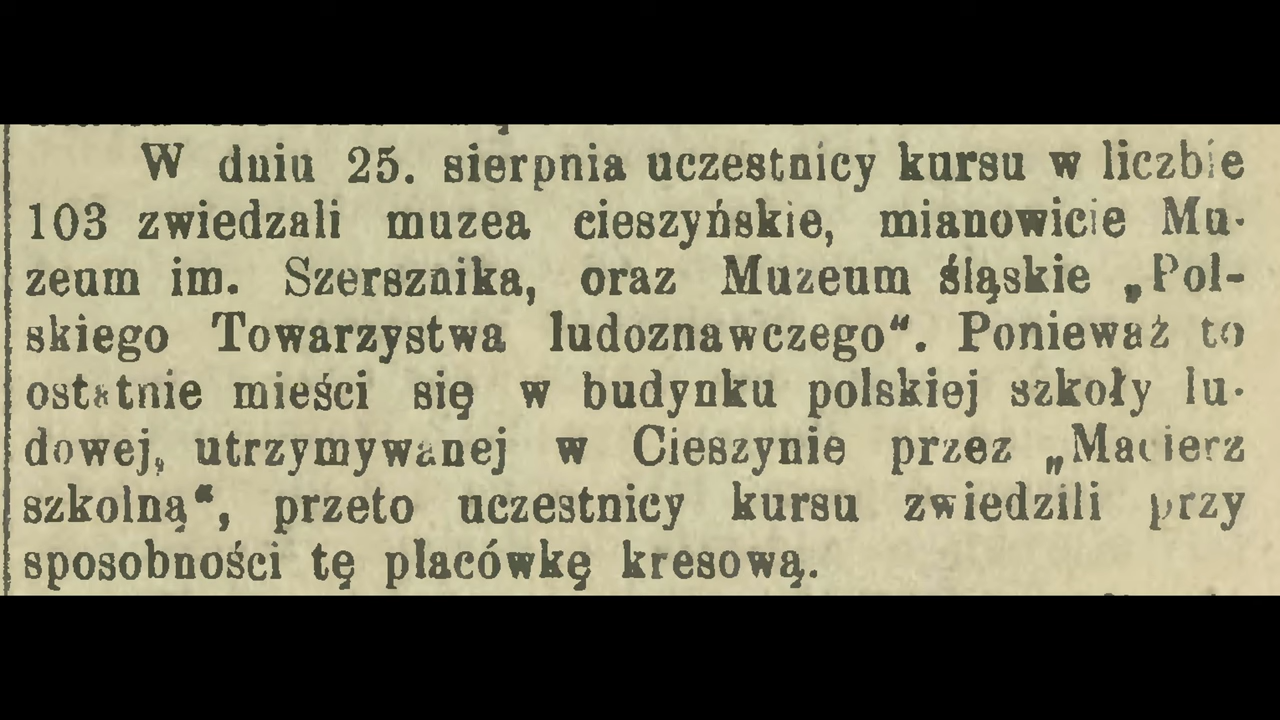 W dniu 25. sierpnia uczestnicy kursu w liczbie
103 zwiedzali muzea cieszyńskie, mianowicie Mu-
zeum im. Szersznika, oraz Muzeum śląskie „Pol-
skiego Towarzystwa ludoznawczego“. Ponieważ to
ostatnie mieści się w budynku polskiej szkoły lu-
dowej, utrzymywanej w Cieszynie przez „Macierz
szkolną“, przeto uczestnicy kursu zwiedzili przy
sposobności tę placówkę kresową.